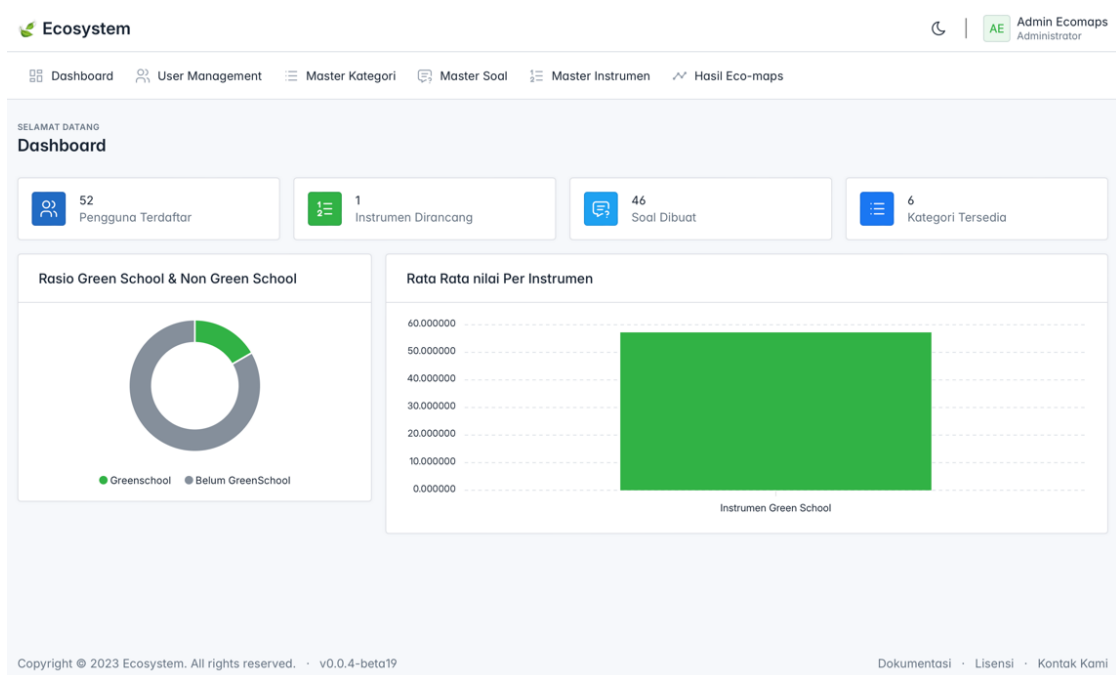 Ecosystem
AE
Admin Ecomaps
Administrator
Dashboard
User Management
Master Kategori
Master Soal
Master Instrumen
Hasil Eco-maps
SELAMAT DATANG
Dashboard
52
Pengguna Terdaftar
1
Instrumen Dirancang
46
Soal Dibuat
6
Kategori Tersedia
Rasio Green School & Non Green School
Greenschool
Belum GreenSchool
Rata Rata nilai Per Instrumen
60.000000
50.000000
40.000000
30.000000
20.000000
10.000000
0.000000
Instrumen Green School
Copyright © 2023 Ecosystem. All rights reserved. · v0.0.4-beta19
Dokumentasi · Lisensi · Kontak Kami